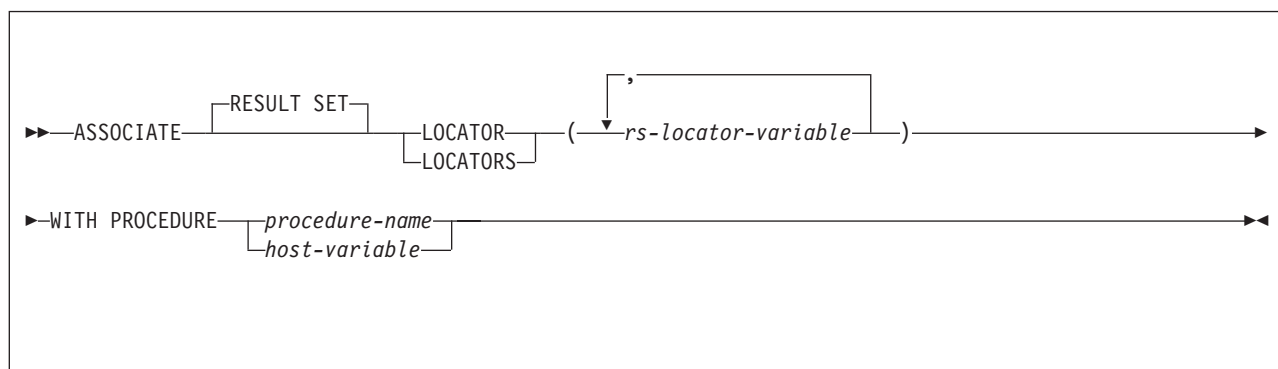 ,
RESULT SET
ASSOCIATE LOCATOR ( rs-locator-variable )
LOCATORS
WITH PROCEDURE procedure-name
host-variable